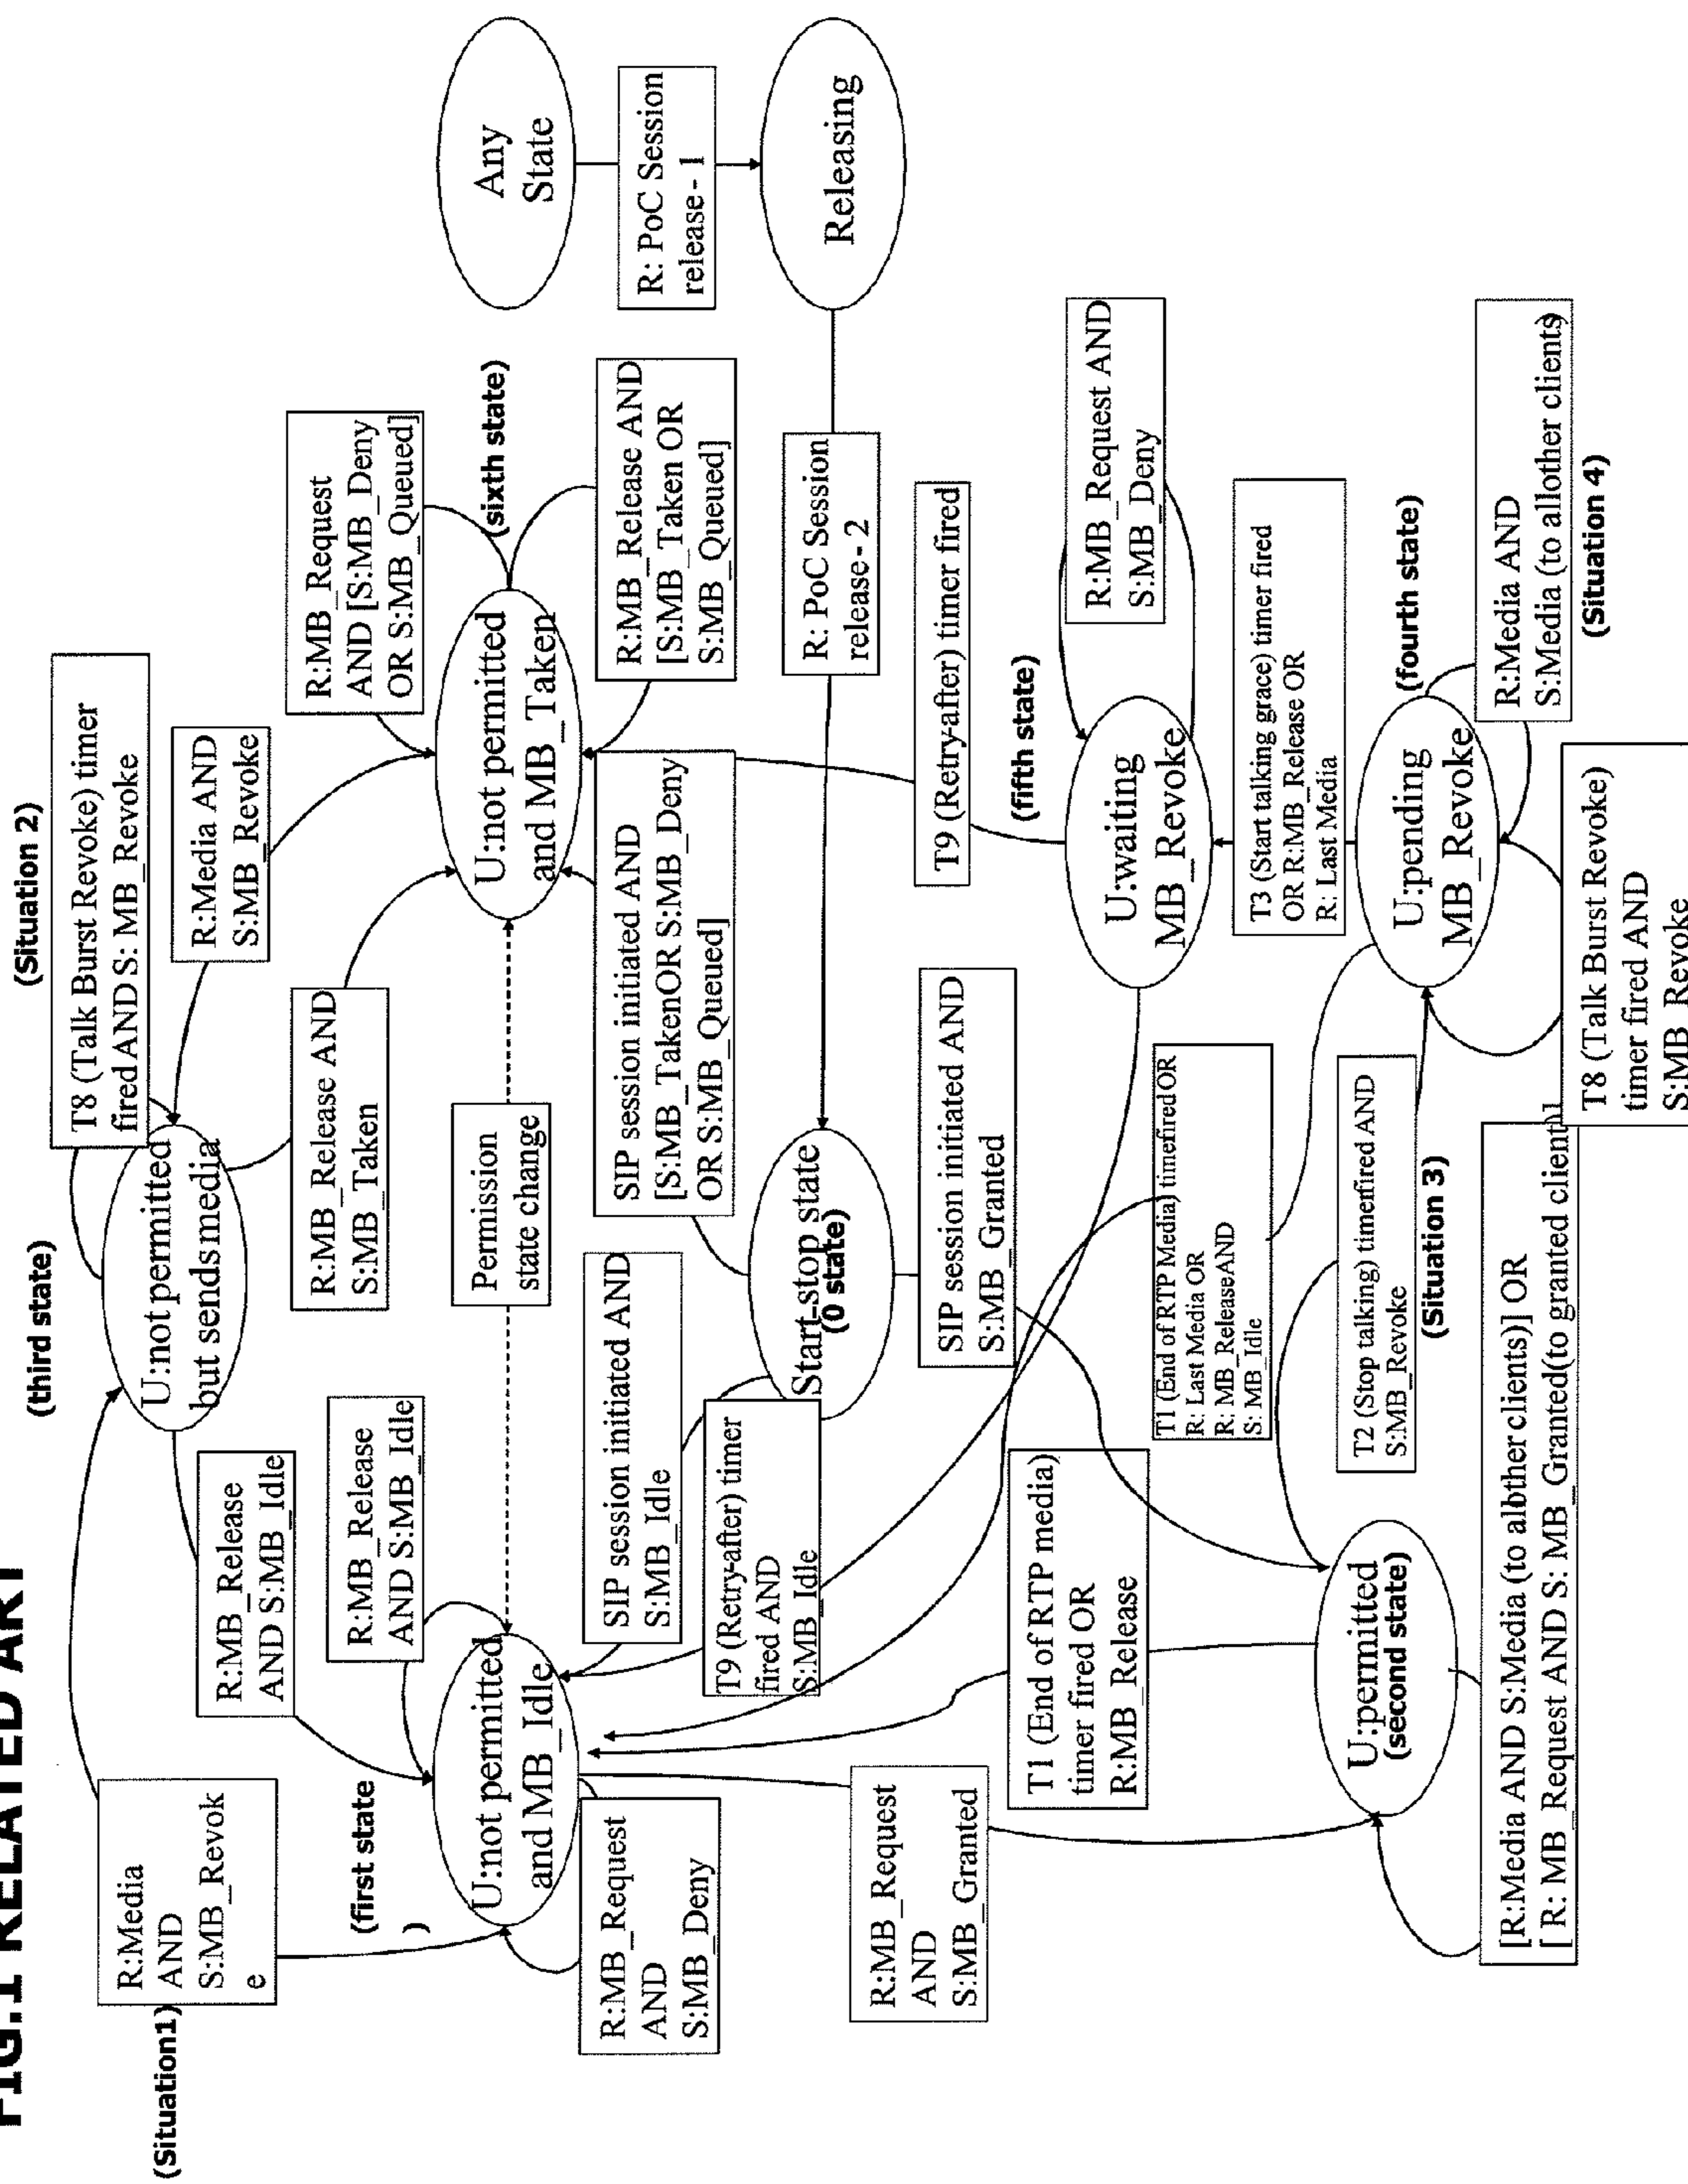 FIG.1 RELATED ART
(third state)
(Situation 2)
T8 (Talk Burst Revoke) timer
fired AND S: MB_Revoke
(Situation1)
R:Media
AND
S:MB_Revok
e
U:not permitted
but sends media
R:Media AND
S:MB_Revoke
R:MB_Release
AND S:MB_Idle
R:MB_Release AND
S:MB_Taken
R:MB_Request
AND [S:MB_Deny
OR S:MB_Queued]
(first state
)
R:MB_Release
AND S:MB_Idle
U:not permitted
and MB_Idle
Permission
state change
U:not permitted
and MB_Taken
(sixth state)
Any
State
R:MB_Request
AND
S:MB_Deny
SIP session initiated AND
S:MB_Idle
SIP session initiated AND
[S:MB_TakenOR S:MB_Deny
OR S:MB_Queued]
R:MB_Release AND
[S:MB_Taken OR
S:MB_Queued]
R: PoC Session
release- 1
T9 (Retry-after) timer
fired AND
S:MB_Idle
Start-stop state
(0 state)
R: PoC Session
release- 2
Releasing
R:MB_Request
AND
S:MB_Granted
SIP session initiated AND
S:MB_Granted
T9 (Retry-after) timer fired
T1 (End of RTP media)
timer fired OR
R:MB_Release
(fifth state)
U:waiting
MB_Revoke
R:MB_Request AND
S:MB_Deny
T1 (End of RTP Media) timefired OR
R: Last Media OR
R: MB_ReleaseAND
S: MB_Idle
T3 (Start talking grace) timer fired
OR R:MB_Release OR
R: Last Media
U:permitted
(second state)
T2 (Stop talking) timerfired AND
S:MB_Revoke
(Situation 3)
U:pending
MB_Revoke
(fourth state)
R:Media AND
S:Media (to allother clients)
(Situation 4)
[R:Media AND S:Media (to albther clients)] OR
[ R: MB_Request AND S: MB_Granted(to granted client)]
T8 (Talk Burst Revoke)
timer fired AND
S:MB_Revoke